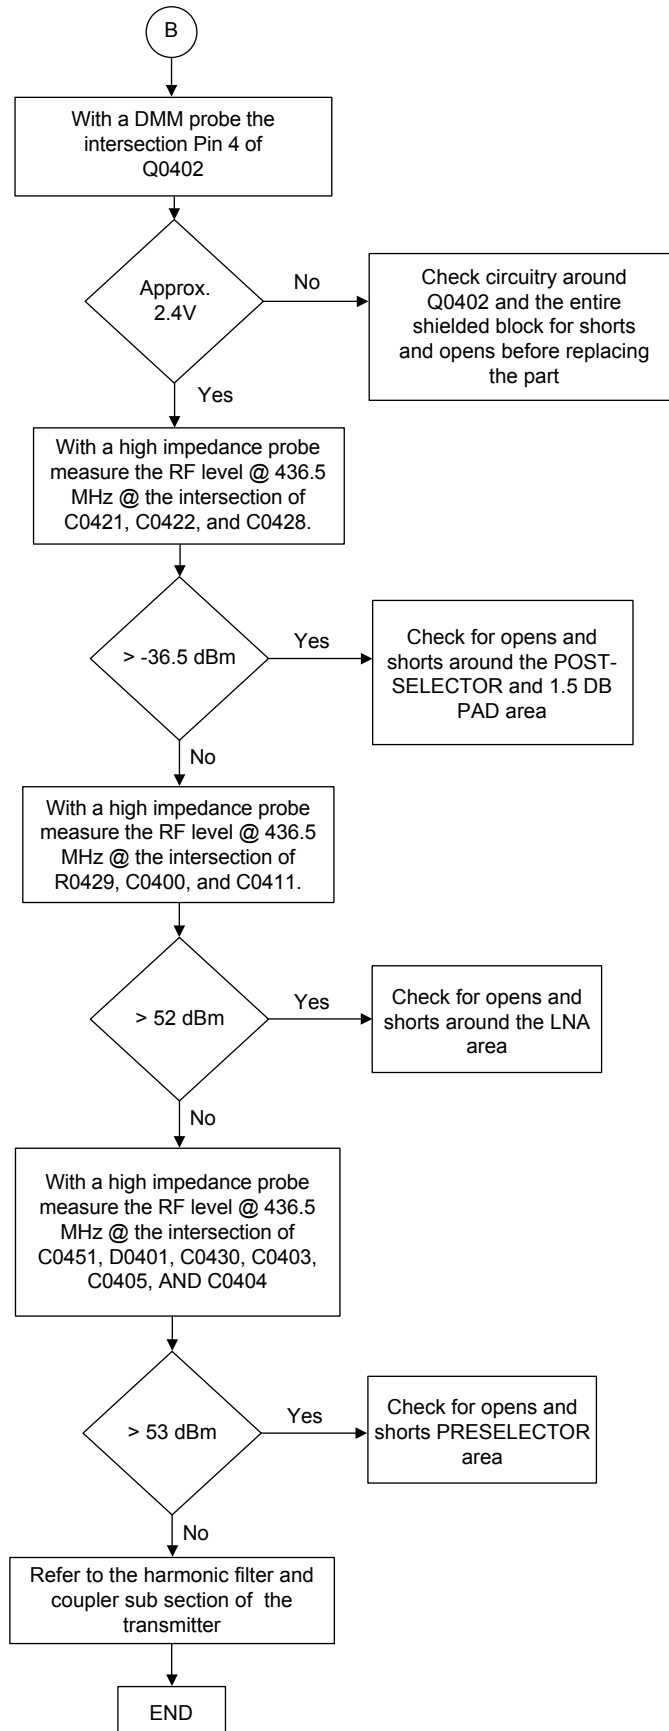 B
With a DMM probe the
intersection Pin 4 of
Q0402
Approx.
2.4V
No
Check circuitry around
Q0402 and the entire
shielded block for shorts
and opens before replacing
the part
Yes
With a high impedance probe
measure the RF level @ 436.5
MHz @ the intersection of
C0421, C0422, and C0428.
> -36.5 dBm
Yes
Check for opens and
shorts around the POST-
SELECTOR and 1.5 DB
PAD area
No
With a high impedance probe
measure the RF level @ 436.5
MHz @ the intersection of
R0429, C0400, and C0411.
> 52 dBm
Yes
Check for opens and
shorts around the LNA
area
No
With a high impedance probe
measure the RF level @ 436.5
MHz @ the intersection of
C0451, D0401, C0430, C0403,
C0405, AND C0404
> 53 dBm
Yes
Check for opens and
shorts PRESELECTOR
area
No
Refer to the harmonic filter and
coupler sub section of the
transmitter
END